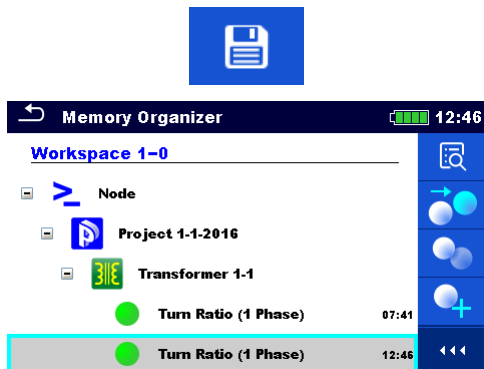 Memory Organizer 12:46
Workspace 1-0
Node
Project 1-1-2016
Transformer 1-1
Turn Ratio (1 Phase) 07:41
Turn Ratio (1 Phase) 12:46